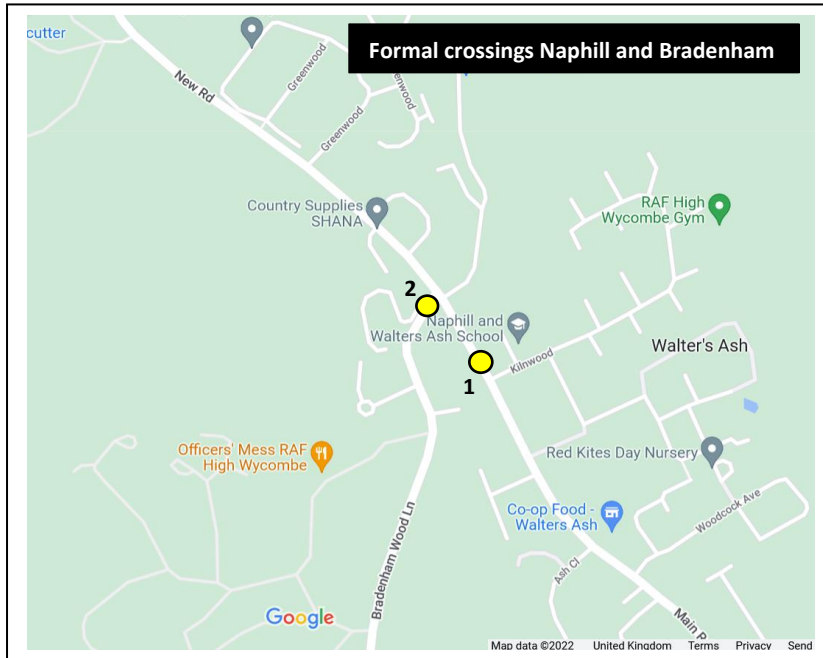 cutter
Formal crossings Naphill and Bradenham
New Rd
Greenwood
Greenwood
Country Supplies
SHANA
RAF High
Wycombe Gym
2
Naphill and
Walters Ash School
Walter's Ash
Kilnwood
1
Officers' Mess RAF
High Wycombe
Red Kites Day Nursery
Co-op Food -
Walters Ash
Woodcock Ave
Bradenham Wood Ln
Ash Cl
Google
Map data ©2022 United Kingdom Terms Privacy Send